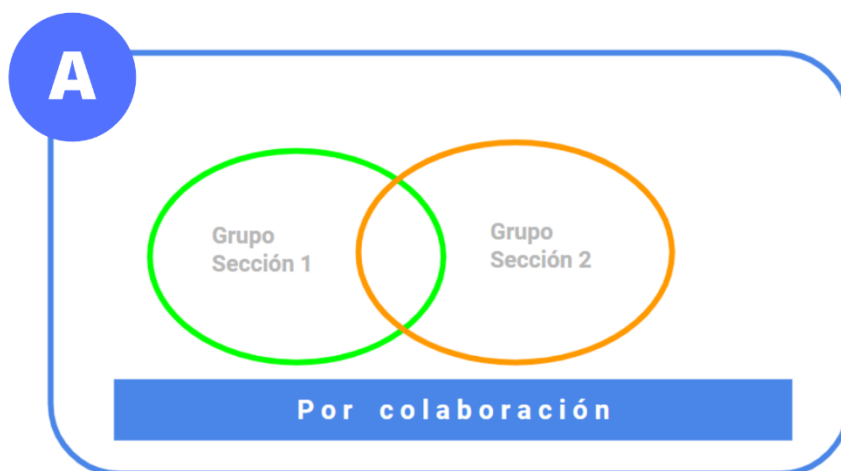 A
Grupo
Sección 1
Grupo
Sección 2
Por colaboración